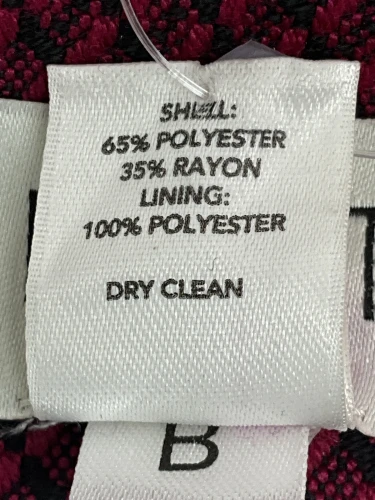 SHELL:
65% POLYESTER
35% RAYON
LINING:
100% POLYESTER
DRY CLEAN
B